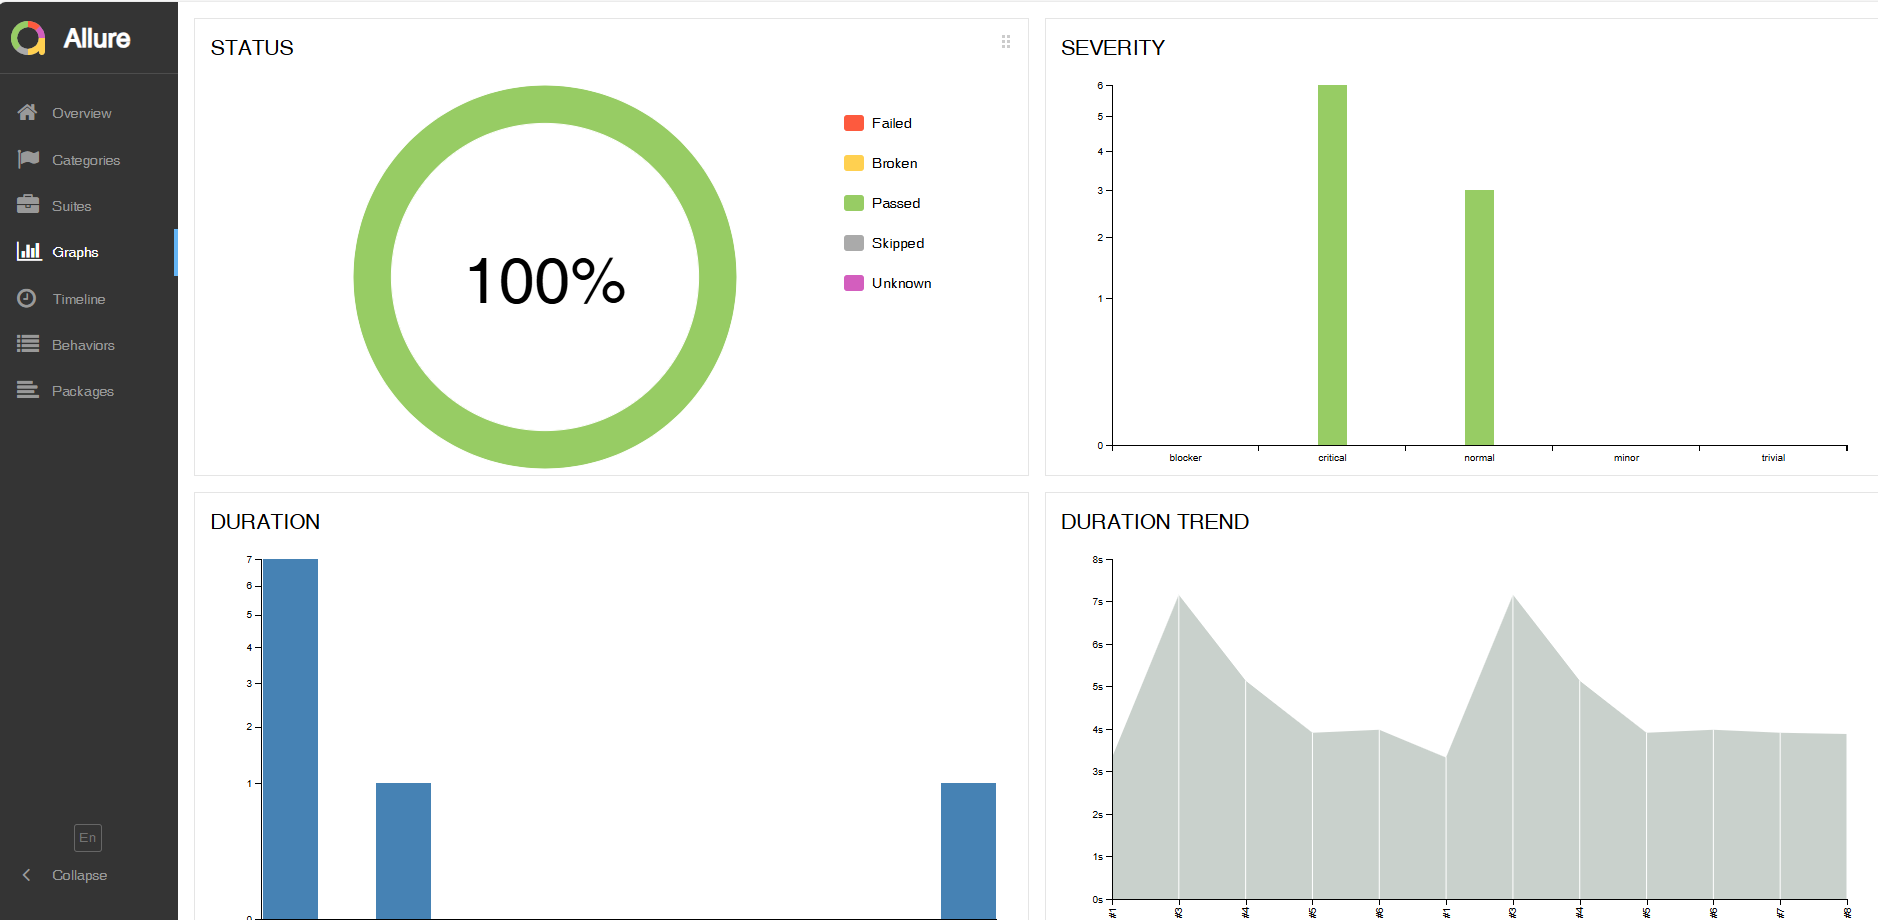 Allure
Overview
Categories
Suites
Graphs
Timeline
Behaviors
Packages
En
Collapse
STATUS
100%
Failed
Broken
Passed
Skipped
Unknown
SEVERITY
6
5
4
3
2
1
0
blocker critical normal minor trivial
DURATION
7
6
5
4
3
2
1
0
DURATION TREND
8s
7s
6s
5s
4s
3s
2s
1s
0s
#1 #3 #4 #5 #6 #1 #3 #4 #5 #6 #7 #8